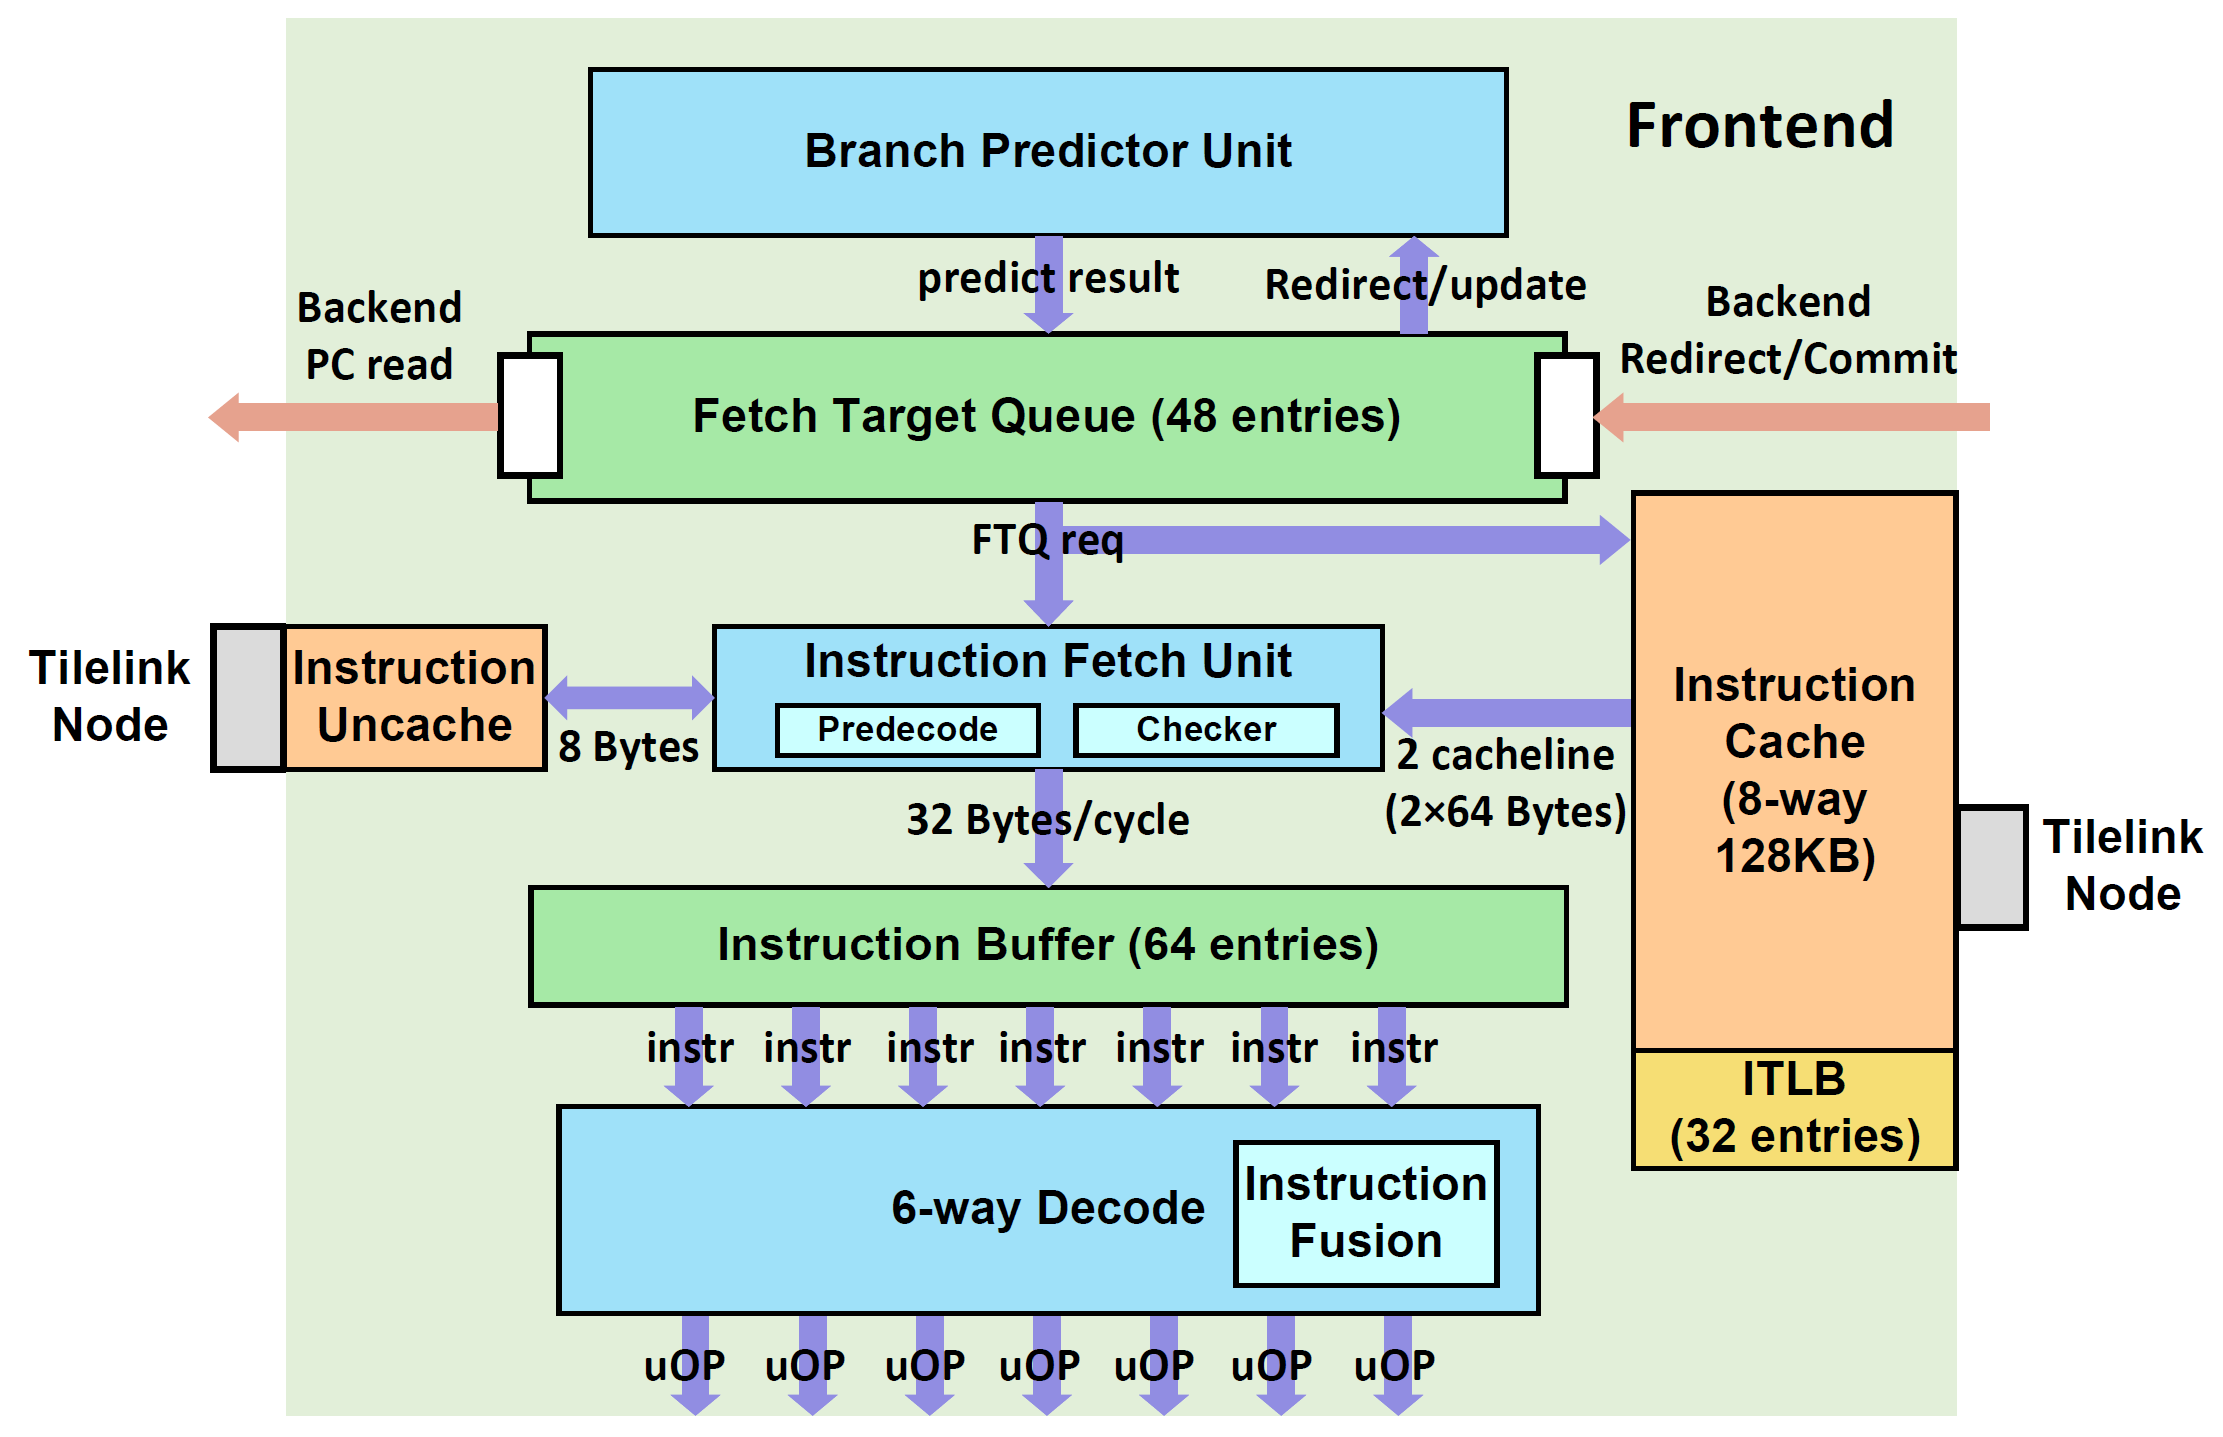 Frontend
Branch Predictor Unit
predict result
Redirect/update
Backend
PC read
Backend
Redirect/Commit
Fetch Target Queue (48 entries)
FTQ req
Tilelink
Node
Instruction
Uncache
8 Bytes
Instruction Fetch Unit
Predecode
Checker
2 cacheline
(2×64 Bytes)
Instruction
Cache
(8-way
128KB)
Tilelink
Node
32 Bytes/cycle
Instruction Buffer (64 entries)
instr instr instr instr instr instr instr
ITLB
(32 entries)
6-way Decode
Instruction
Fusion
uOP uOP uOP uOP uOP uOP uOP